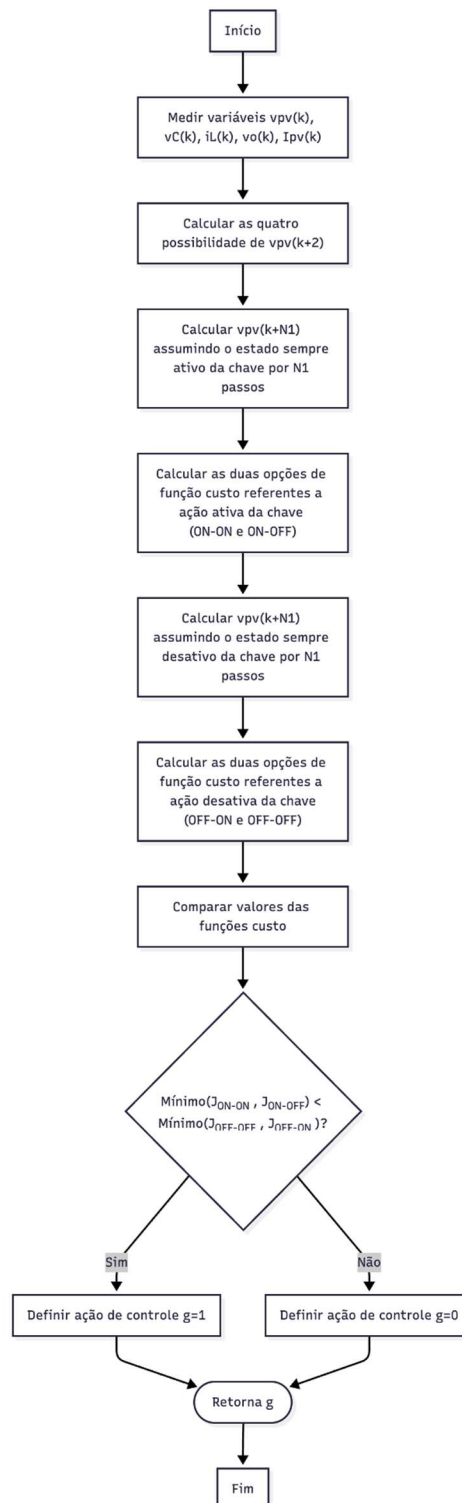 Início
Medir variáveis vpv(k),
vC(k), iL(k), vo(k), Ipv(k)
Calcular as quatro
possibilidade de vpv(k+2)
Calcular vpv(k+N1)
assumindo o estado sempre
ativo da chave por N1
passos
Calcular as duas opções de
função custo referentes a
ação ativa da chave
(ON-ON e ON-OFF)
Calcular vpv(k+N1)
assumindo o estado sempre
desativo da chave por N1
passos
Calcular as duas opções de
função custo referentes a
ação desativa da chave
(OFF-ON e OFF-OFF)
Comparar valores das
funções custo
Mínimo(J_ON-ON , J_ON-OFF) <
Mínimo(J_OFF-OFF , J_OFF-ON )?
Sim
Não
Definir ação de controle g=1
Definir ação de controle g=0
Retorna g
Fim